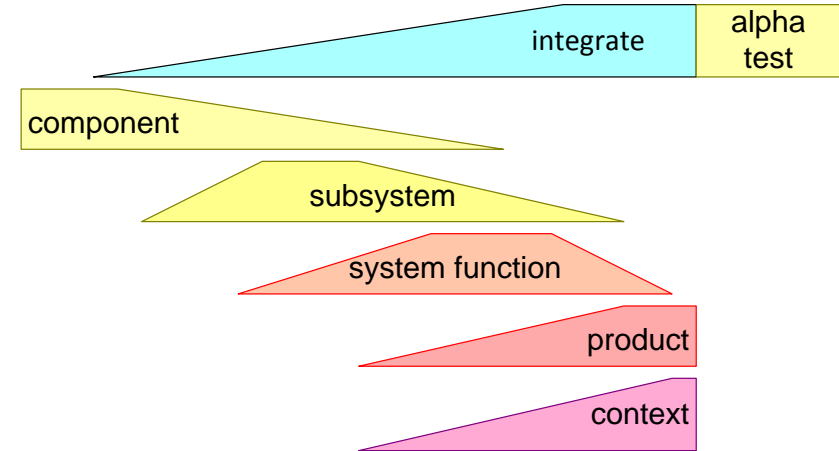 integrate
alpha
test
component
subsystem
system function
product
context